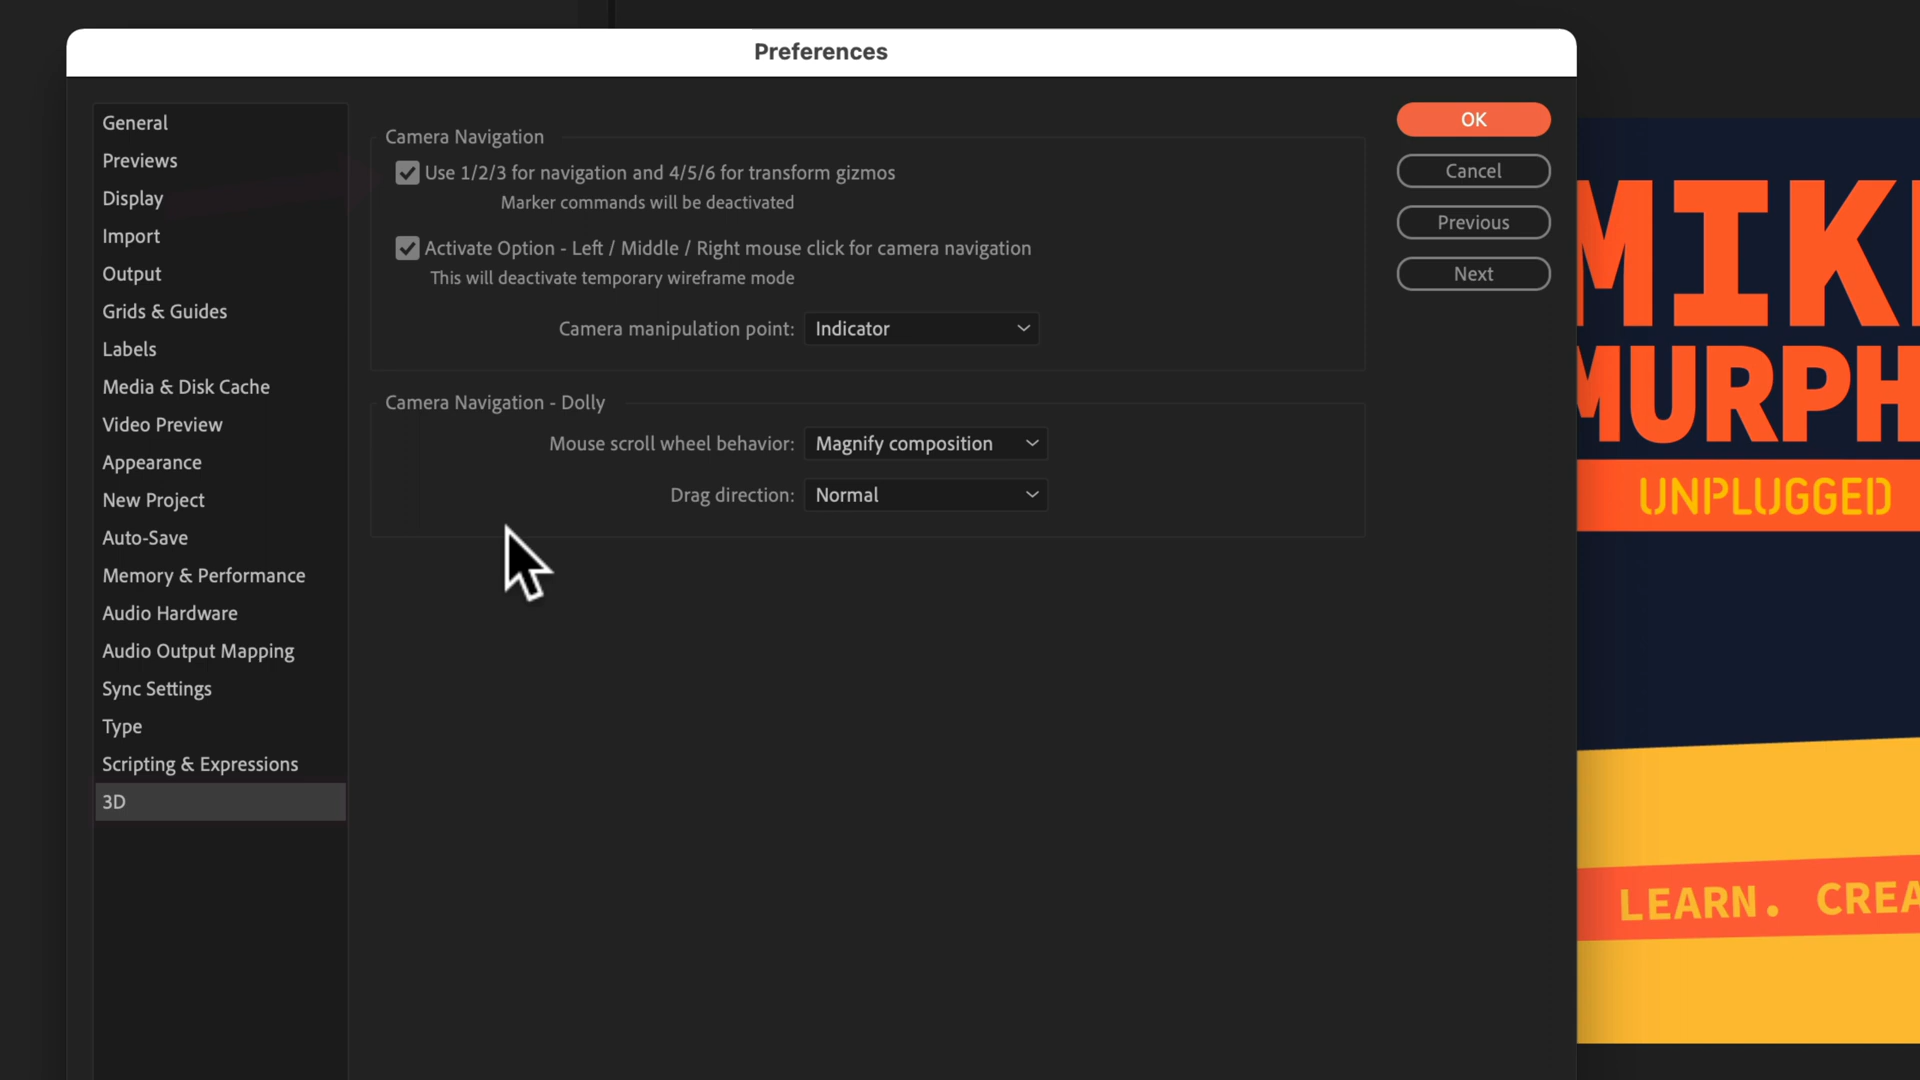 Preferences
General
Previews
Display
Import
Output
Grids & Guides
Labels
Media & Disk Cache
Video Preview
Appearance
New Project
Auto-Save
Memory & Performance
Audio Hardware
Audio Output Mapping
Sync Settings
Type
Scripting & Expressions
3D
Camera Navigation
Use 1/2/3 for navigation and 4/5/6 for transform gizmos
Marker commands will be deactivated
Activate Option - Left / Middle / Right mouse click for camera navigation
This will deactivate temporary wireframe mode
Camera manipulation point: Indicator
Camera Navigation - Dolly
Mouse scroll wheel behavior: Magnify composition
Drag direction: Normal
OK
Cancel
Previous
Next
MIK
MURPH
UNPLUGGED
LEARN. CREA